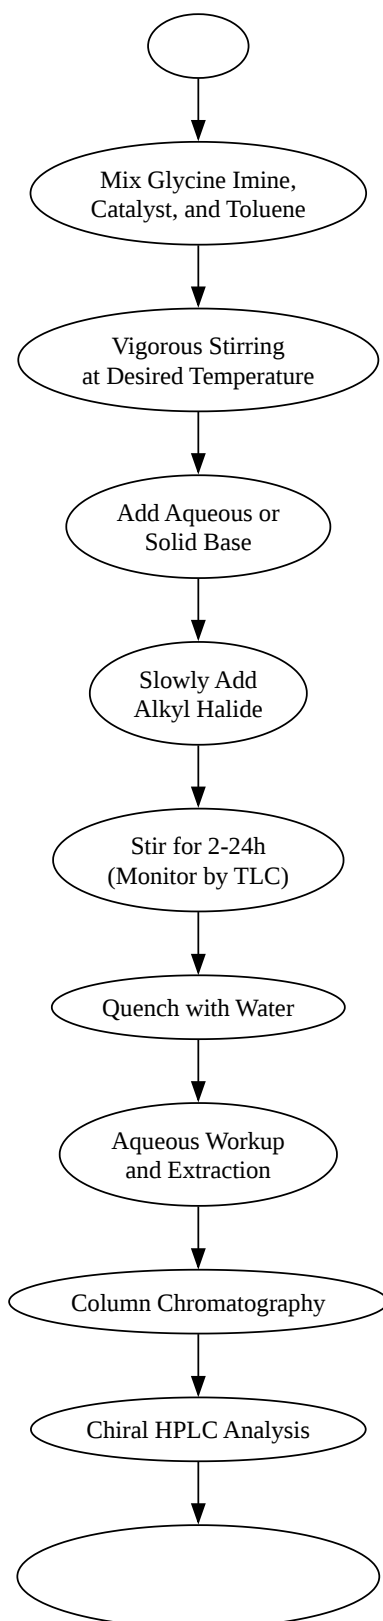 Mix Glycine Imine,
Catalyst, and Toluene
Vigorous Stirring
at Desired Temperature
Add Aqueous or
Solid Base
Slowly Add
Alkyl Halide
Stir for 2-24h
(Monitor by TLC)
Quench with Water
Aqueous Workup
and Extraction
Column Chromatography
Chiral HPLC Analysis